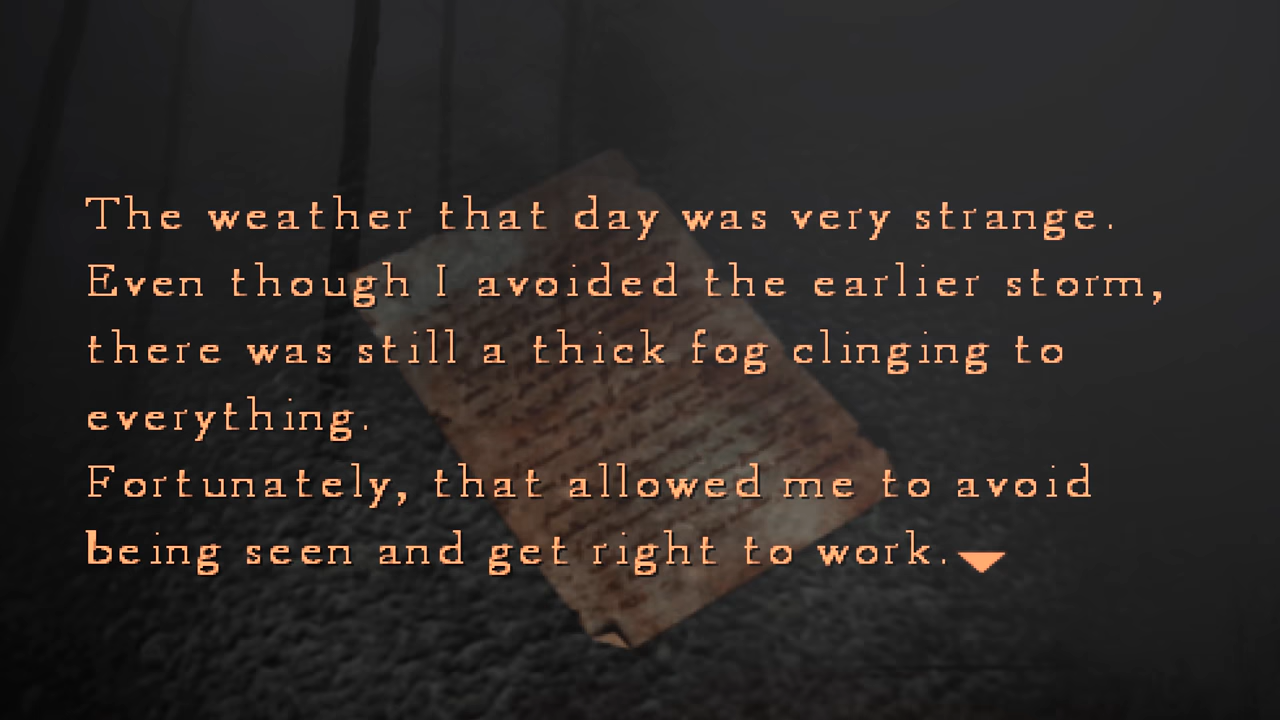 The weather that day was very strange.
Even though I avoided the earlier storm,
there was still a thick fog clinging to
everything.
Fortunately, that allowed me to avoid
being seen and get right to work.